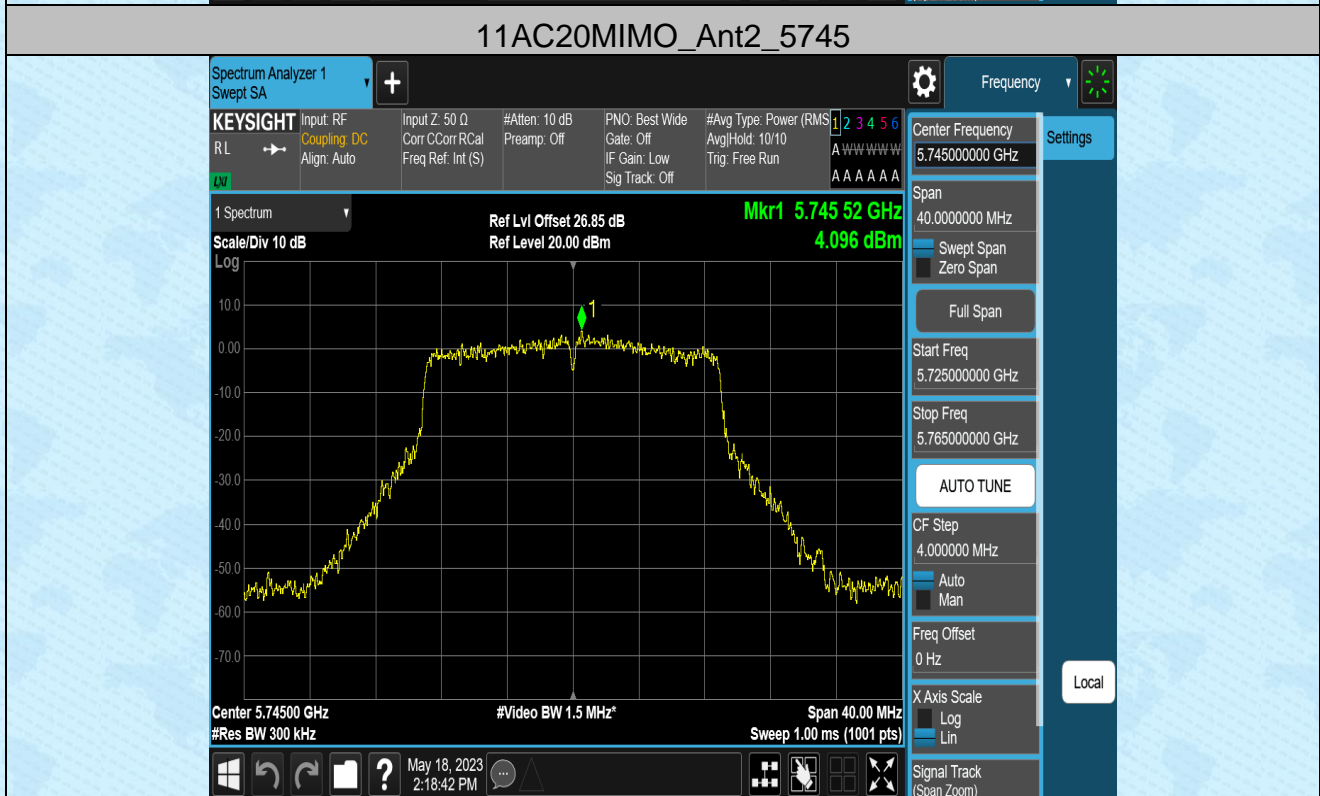 11AC20MIMO_Ant2_5745
Spectrum Analyzer 1
Swept SA
Frequency
KEYSIGHT
RL
LXI
Input: RF
Coupling: DC
Align: Auto
Input Z: 50 Ω
Corr CCorr RCal
Freq Ref: Int (S)
#Atten: 10 dB
Preamp: Off
PNO: Best Wide
Gate: Off
IF Gain: Low
Sig Track: Off
#Avg Type: Power (RMS
Avg|Hold: 10/10
Trig: Free Run
1 2 3 4 5 6
A W W W W W
A A A A A A
1 Spectrum
Scale/Div 10 dB
Log
Ref Lvl Offset 26.85 dB
Ref Level 20.00 dBm
Mkr1 5.745 52 GHz
4.096 dBm
1
10.0
0.00
-10.0
-20.0
-30.0
-40.0
-50.0
-60.0
-70.0
Center 5.74500 GHz
#Res BW 300 kHz
#Video BW 1.5 MHz*
Span 40.00 MHz
Sweep 1.00 ms (1001 pts)
?
May 18, 2023
2:18:42 PM
Center Frequency
5.745000000 GHz
Span
40.0000000 MHz
Swept Span
Zero Span
Full Span
Start Freq
5.725000000 GHz
Stop Freq
5.765000000 GHz
AUTO TUNE
CF Step
4.000000 MHz
Auto
Man
Freq Offset
0 Hz
X Axis Scale
Log
Lin
Signal Track
(Span Zoom)
Settings
Local